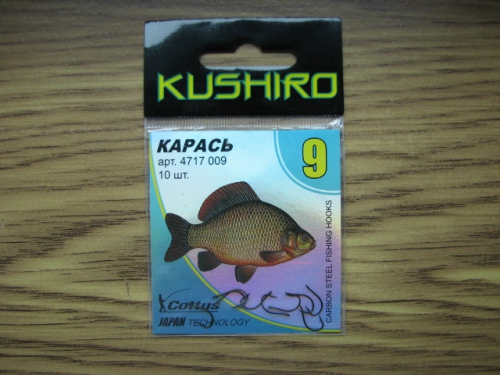 KUSHIRO
КАРАСЬ
арт. 4717 009
10 шт.
9
CARBON STEEL FISHING HOOKS
Cottus
JAPAN TECHNOLOGY